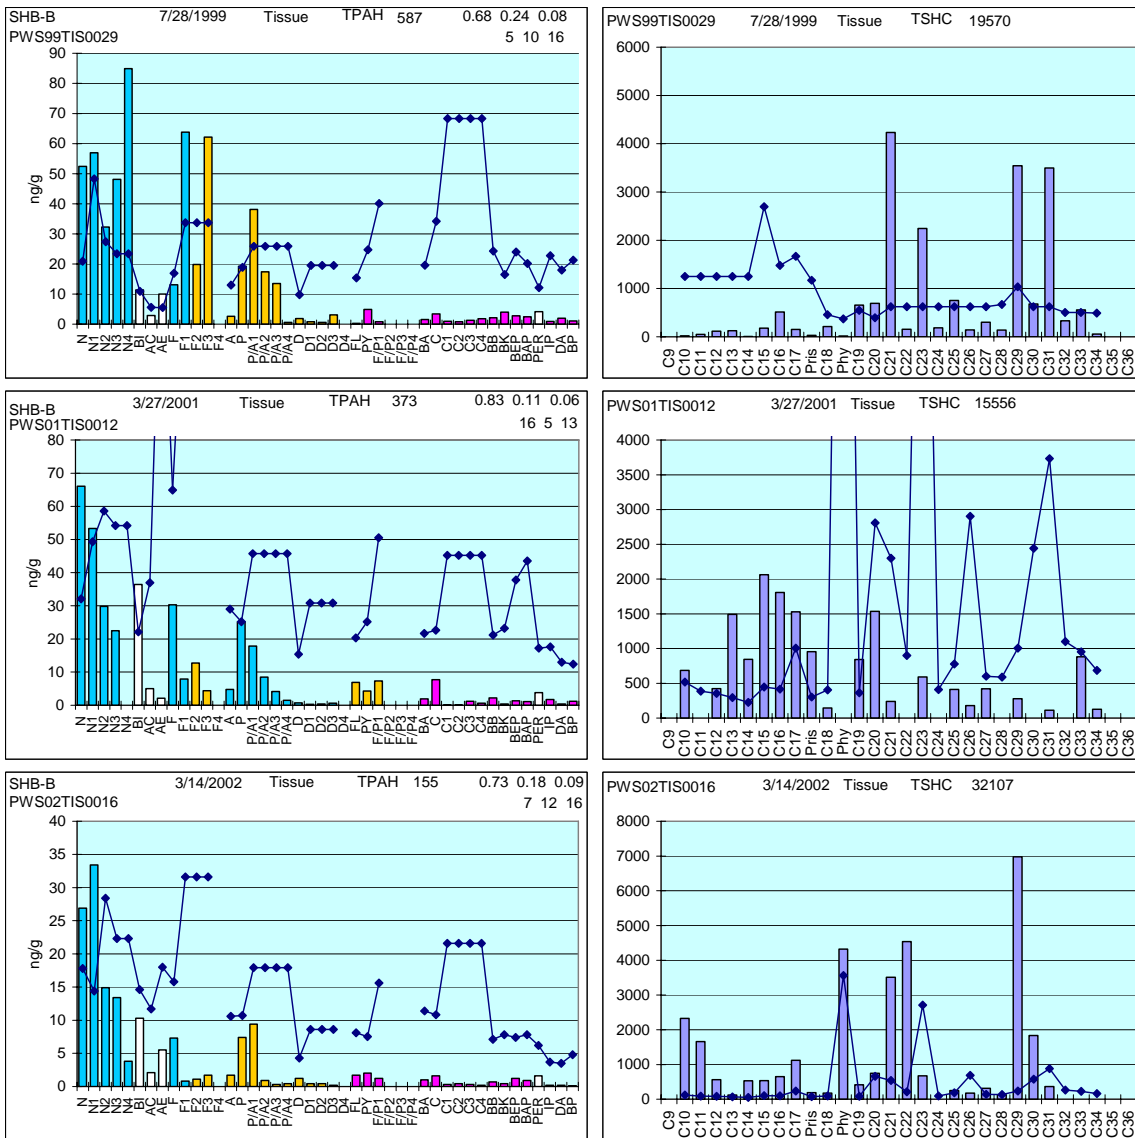 SHB-B 7/28/1999 Tissue TPAH 587 0.68 0.24 0.08
PWS99TIS0029 5 10 16
90
80
70
60
50
40
30
20
10
0
ng/g
N N1 N2 N3 N4 BI AC AE F F1 F2 F3 F4 A P P/A1 P/A2 P/A3 P/A4 D D1 D2 D3 D4 FL PY F/P1 F/P2 F/P3 F/P4 BA C C1 C2 C3 C4 BB BK BEP BAP PER IP DA BP
PWS99TIS0029 7/28/1999 Tissue TSHC 19570
6000
5000
4000
3000
2000
1000
0
C9 C10 C11 C12 C13 C14 C15 C16 C17 Pris C18 Phy C19 C20 C21 C22 C23 C24 C25 C26 C27 C28 C29 C30 C31 C32 C33 C34 C35 C36
SHB-B 3/27/2001 Tissue TPAH 373 0.83 0.11 0.06
PWS01TIS0012 16 5 13
80
70
60
50
40
30
20
10
0
ng/g
N N1 N2 N3 N4 BI AC AE F F1 F2 F3 F4 A P P/A1 P/A2 P/A3 P/A4 D D1 D2 D3 D4 FL PY F/P1 F/P2 F/P3 F/P4 BA C C1 C2 C3 C4 BB BK BEP BAP PER IP DA BP
PWS01TIS0012 3/27/2001 Tissue TSHC 15556
4000
3500
3000
2500
2000
1500
1000
500
0
C9 C10 C11 C12 C13 C14 C15 C16 C17 Pris C18 Phy C19 C20 C21 C22 C23 C24 C25 C26 C27 C28 C29 C30 C31 C32 C33 C34 C35 C36
SHB-B 3/14/2002 Tissue TPAH 155 0.73 0.18 0.09
PWS02TIS0016 7 12 16
40
35
30
25
20
15
10
5
0
ng/g
N N1 N2 N3 N4 BI AC AE F F1 F2 F3 F4 A P P/A1 P/A2 P/A3 P/A4 D D1 D2 D3 D4 FL PY F/P1 F/P2 F/P3 F/P4 BA C C1 C2 C3 C4 BB BK BEP BAP PER IP DA BP
PWS02TIS0016 3/14/2002 Tissue TSHC 32107
8000
7000
6000
5000
4000
3000
2000
1000
0
C9 C10 C11 C12 C13 C14 C15 C16 C17 Pris C18 Phy C19 C20 C21 C22 C23 C24 C25 C26 C27 C28 C29 C30 C31 C32 C33 C34 C35 C36